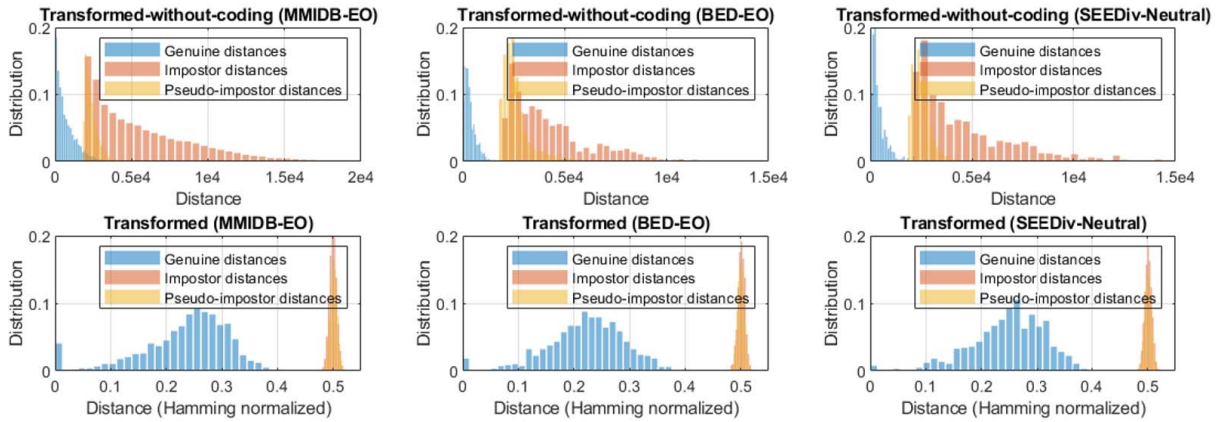 Transformed-without-coding (MMIDB-EO)
0.2
0.1
0
Distribution
Genuine distances
Impostor distances
Pseudo-impostor distances
0 0.5e4 1e4 1.5e4 2e4
Distance
Transformed-without-coding (BED-EO)
0.2
0.1
0
Distribution
Genuine distances
Impostor distances
Pseudo-impostor distances
0 0.5e4 1e4 1.5e4
Distance
Transformed-without-coding (SEEDiv-Neutral)
0.2
0.1
0
Distribution
Genuine distances
Impostor distances
Pseudo-impostor distances
0 0.5e4 1e4 1.5e4
Distance
Transformed (MMIDB-EO)
0.2
0.1
0
Distribution
Genuine distances
Impostor distances
Pseudo-impostor distances
0 0.1 0.2 0.3 0.4 0.5
Distance (Hamming normalized)
Transformed (BED-EO)
0.2
0.1
0
Distribution
Genuine distances
Impostor distances
Pseudo-impostor distances
0 0.1 0.2 0.3 0.4 0.5
Distance (Hamming normalized)
Transformed (SEEDiv-Neutral)
0.2
0.1
0
Distribution
Genuine distances
Impostor distances
Pseudo-impostor distances
0 0.1 0.2 0.3 0.4 0.5
Distance (Hamming normalized)